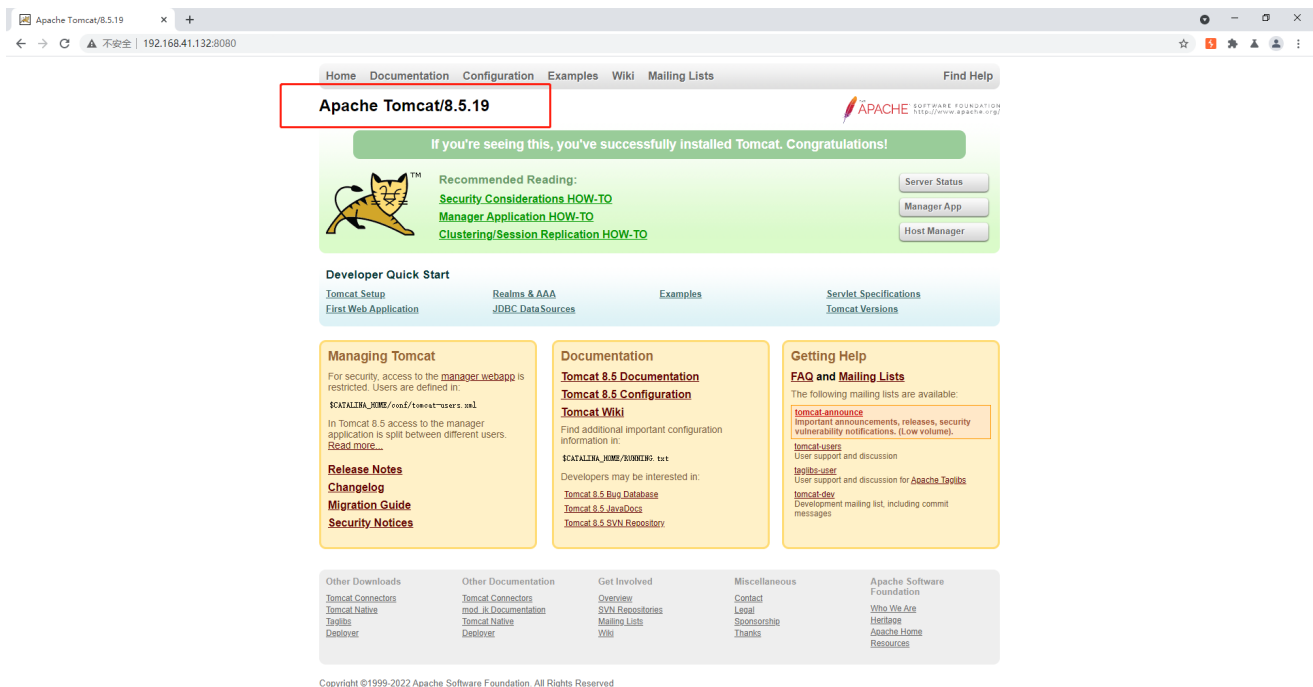 Apache Tomcat/8.5.19
不安全 | 192.168.41.132:8080
Home Documentation Configuration Examples Wiki Mailing Lists Find Help
Apache Tomcat/8.5.19
THE
APACHE SOFTWARE FOUNDATION
http://www.apache.org/
If you're seeing this, you've successfully installed Tomcat. Congratulations!
TM
Recommended Reading:
Security Considerations HOW-TO
Manager Application HOW-TO
Clustering/Session Replication HOW-TO
Server Status
Manager App
Host Manager
Developer Quick Start
Tomcat Setup
First Web Application
Realms & AAA
JDBC DataSources
Examples
Servlet Specifications
Tomcat Versions
Managing Tomcat
For security, access to the manager webapp is
restricted. Users are defined in:
$CATALINA_HOME/conf/tomcat-users.xml
In Tomcat 8.5 access to the manager
application is split between different users.
Read more...
Release Notes
Changelog
Migration Guide
Security Notices
Documentation
Tomcat 8.5 Documentation
Tomcat 8.5 Configuration
Tomcat Wiki
Find additional important configuration
information in:
$CATALINA_HOME/RUNNING.txt
Developers may be interested in:
Tomcat 8.5 Bug Database
Tomcat 8.5 JavaDocs
Tomcat 8.5 SVN Repository
Getting Help
FAQ and Mailing Lists
The following mailing lists are available:
tomcat-announce
Important announcements, releases, security
vulnerability notifications. (Low volume).
tomcat-users
User support and discussion
taglibs-user
User support and discussion for Apache Taglibs
tomcat-dev
Development mailing list, including commit
messages
Other Downloads
Tomcat Connectors
Tomcat Native
Taglibs
Deployer
Other Documentation
Tomcat Connectors
mod_jk Documentation
Tomcat Native
Deployer
Get Involved
Overview
SVN Repositories
Mailing Lists
Wiki
Miscellaneous
Contact
Legal
Sponsorship
Thanks
Apache Software
Foundation
Who We Are
Heritage
Apache Home
Resources
Copyright ©1999-2022 Apache Software Foundation. All Rights Reserved